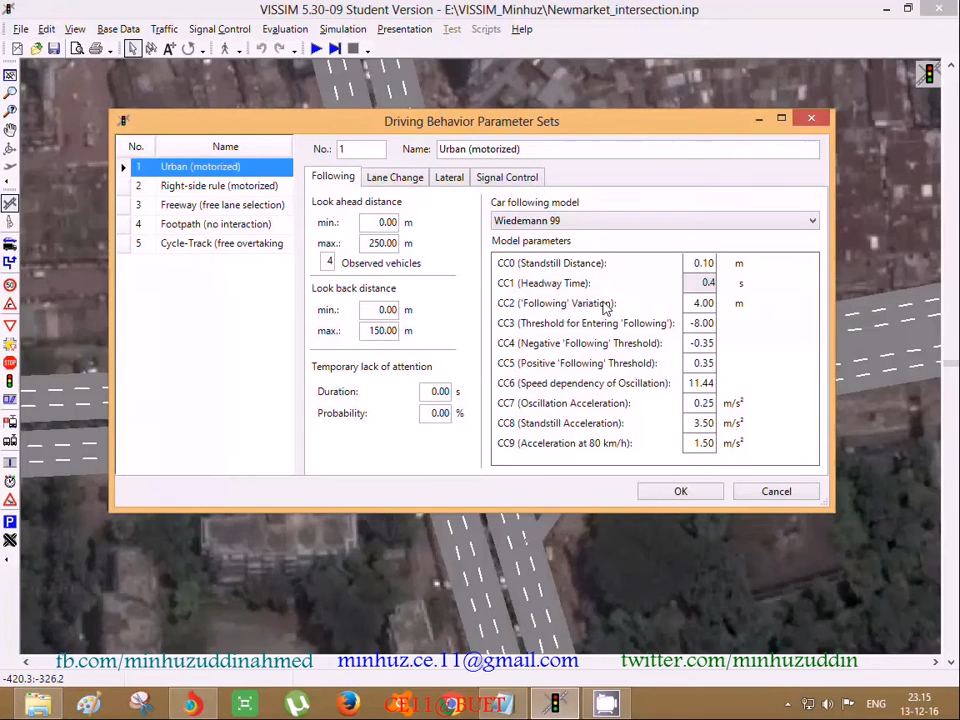 VISSIM 5.30-09 Student Version - E:\VISSIM_Minhuz\Newmarket_intersection.inp
File Edit View Base Data Traffic Signal Control Evaluation Simulation Presentation Test Scripts Help
Driving Behavior Parameter Sets
No. Name
1 Urban (motorized)
2 Right-side rule (motorized)
3 Freeway (free lane selection)
4 Footpath (no interaction)
5 Cycle-Track (free overtaking
No.: 1 Name: Urban (motorized)
Following Lane Change Lateral Signal Control
Look ahead distance
min.: 0.00 m
max.: 250.00 m
4 Observed vehicles
Look back distance
min.: 0.00 m
max.: 150.00 m
Temporary lack of attention
Duration: 0.00 s
Probability: 0.00 %
Car following model
Wiedemann 99
Model parameters
CC0 (Standstill Distance): 0.10 m
CC1 (Headway Time): 0.4 s
CC2 ('Following' Variation): 4.00 m
CC3 (Threshold for Entering 'Following'): -8.00
CC4 (Negative 'Following' Threshold): -0.35
CC5 (Positive 'Following' Threshold): 0.35
CC6 (Speed dependency of Oscillation): 11.44
CC7 (Oscillation Acceleration): 0.25 m/s²
CC8 (Standstill Acceleration): 3.50 m/s²
CC9 (Acceleration at 80 km/h): 1.50 m/s²
OK Cancel
fb.com/minhuzuddinahmed minhuz.ce.11@gmail.com twitter.com/minhuzuddin
-420.3:-326.2
CE11@BUET
ENG
23.15
13-12-16